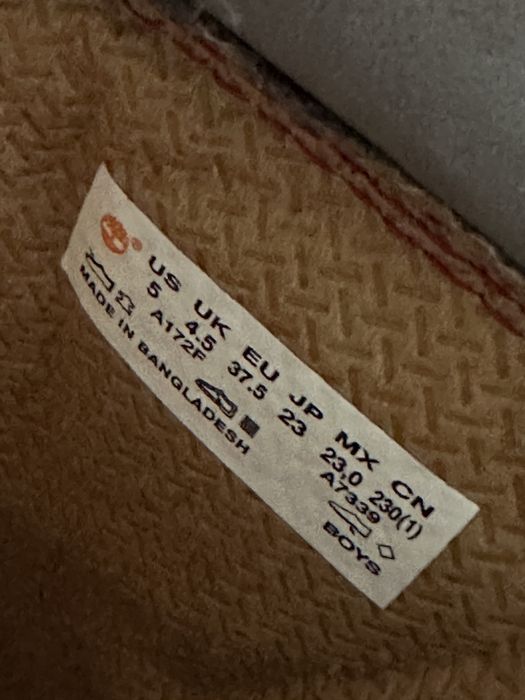 US UK EU JP MX CN
5 4.5 37.5 23 23,0 230(1)
A172F A7339
MADE IN BANGLADESH BOYS